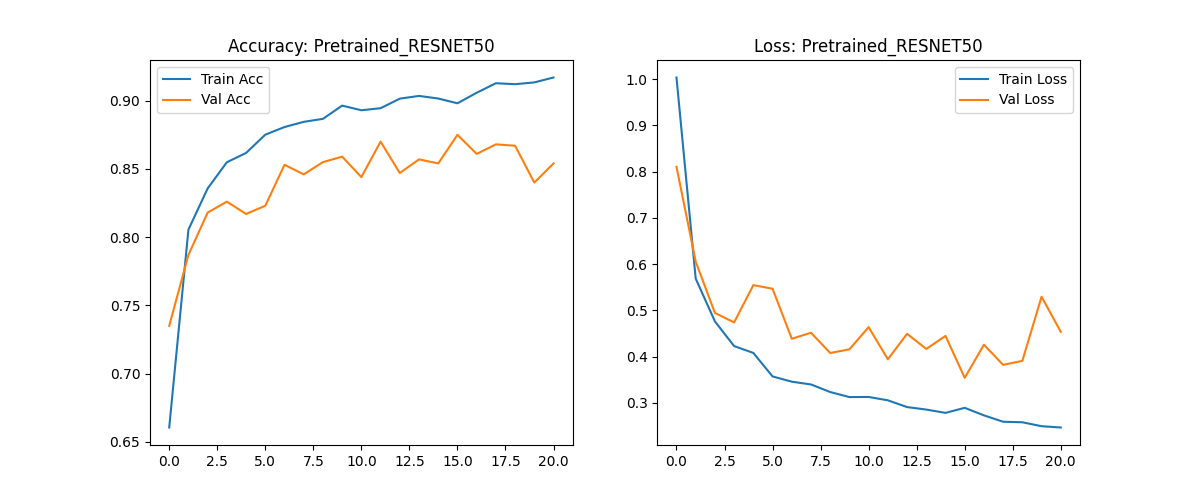 Accuracy: Pretrained_RESNET50
Train Acc
Val Acc
0.90
0.85
0.80
0.75
0.70
0.65
0.0 2.5 5.0 7.5 10.0 12.5 15.0 17.5 20.0
Loss: Pretrained_RESNET50
Train Loss
Val Loss
1.0
0.9
0.8
0.7
0.6
0.5
0.4
0.3
0.0 2.5 5.0 7.5 10.0 12.5 15.0 17.5 20.0